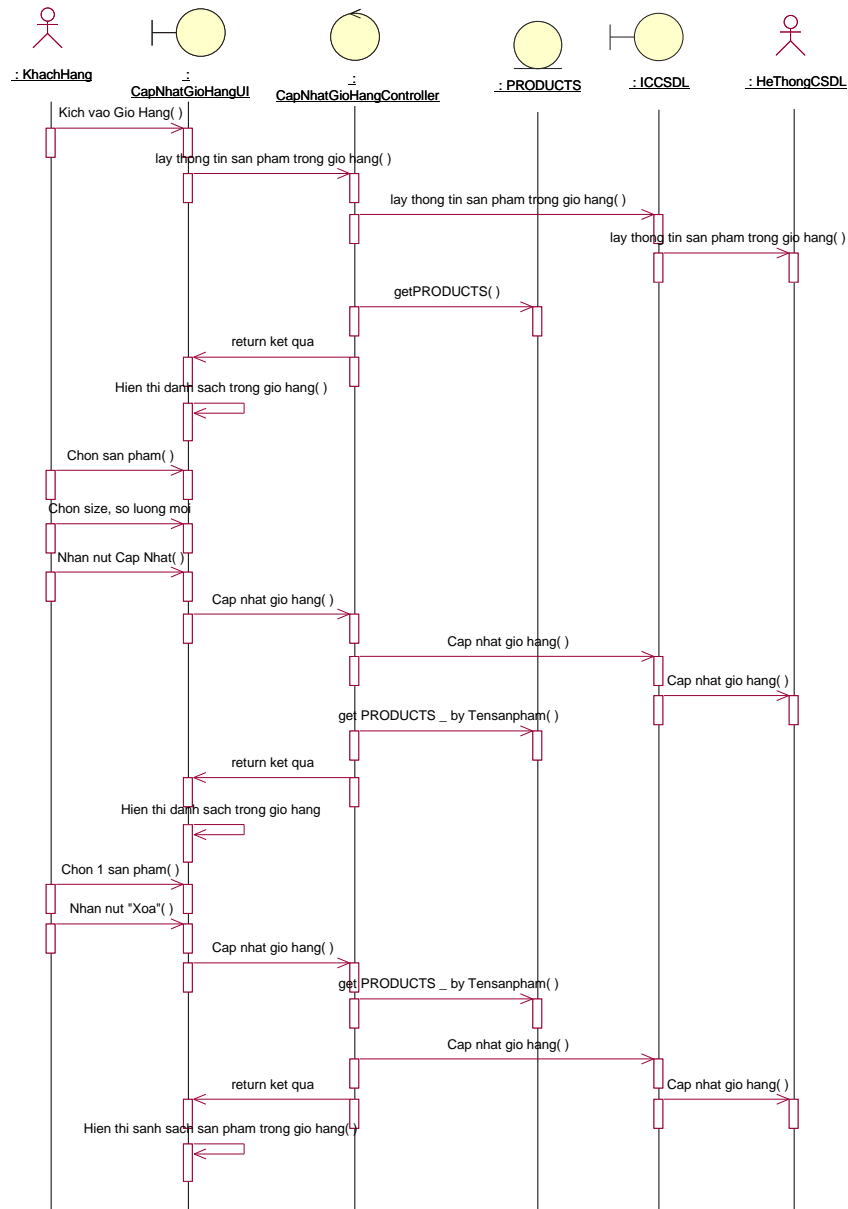 : KhachHang
:
CapNhatGioHangUI
:
CapNhatGioHangController
: PRODUCTS
: ICCSDL
: HeThongCSDL
Kich vao Gio Hang( )
lay thong tin san pham trong gio hang( )
lay thong tin san pham trong gio hang( )
lay thong tin san pham trong gio hang( )
getPRODUCTS( )
return ket qua
Hien thi danh sach trong gio hang( )
Chon san pham( )
Chon size, so luong moi
Nhan nut Cap Nhat( )
Cap nhat gio hang( )
Cap nhat gio hang( )
Cap nhat gio hang( )
get PRODUCTS _ by Tensanpham( )
return ket qua
Hien thi danh sach trong gio hang
Chon 1 san pham( )
Nhan nut "Xoa"( )
Cap nhat gio hang( )
get PRODUCTS _ by Tensanpham( )
Cap nhat gio hang( )
return ket qua
Cap nhat gio hang( )
Hien thi sanh sach san pham trong gio hang( )